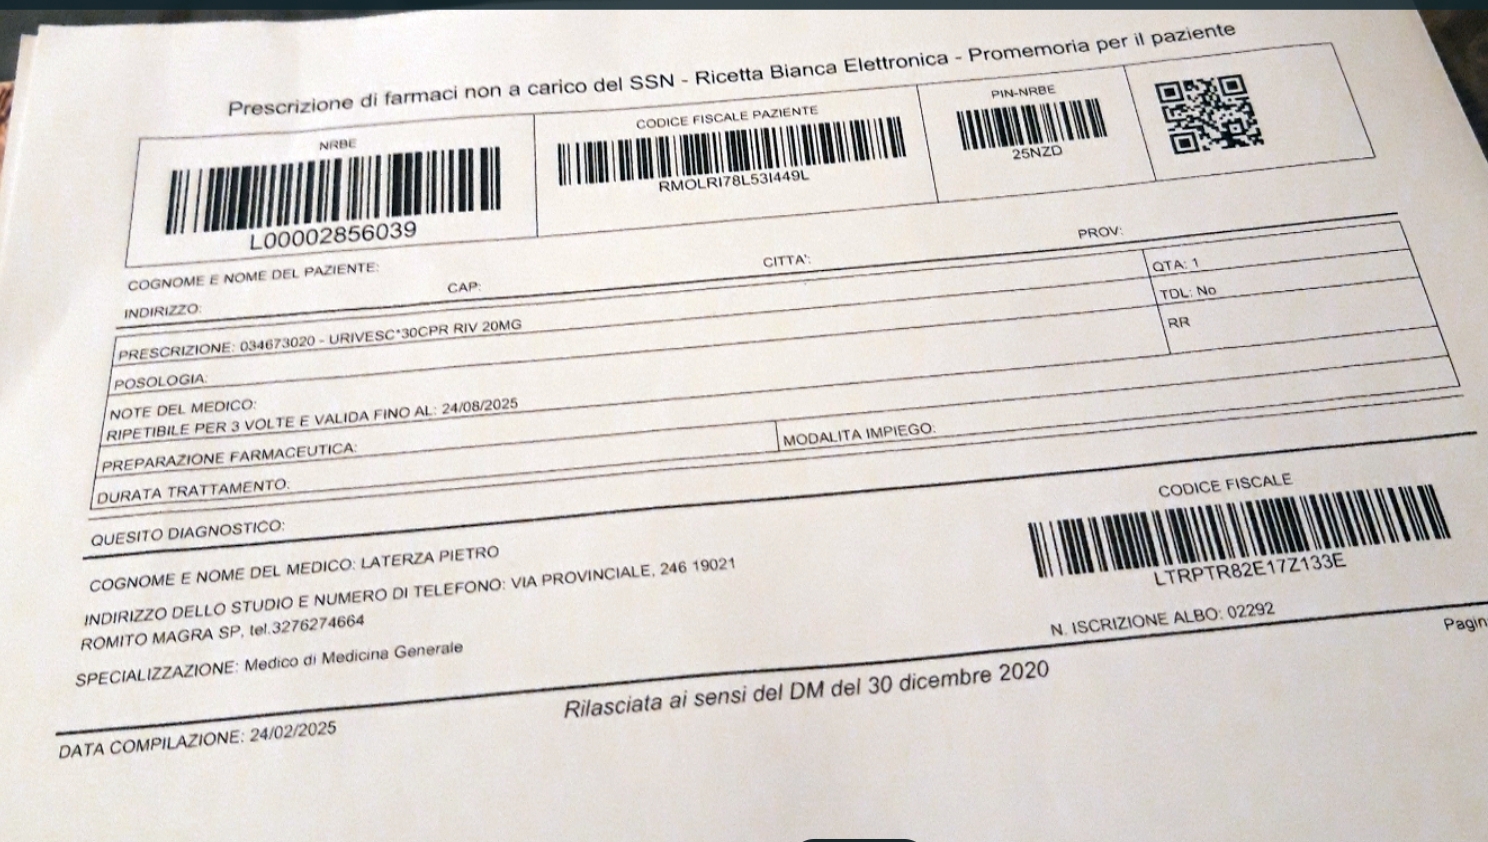 Prescrizione di farmaci non a carico del SSN - Ricetta Bianca Elettronica - Promemoria per il paziente
NRBE
L00002856039
CODICE FISCALE PAZIENTE
RMOLRI78L53I449L
PIN-NRBE
25NZD
COGNOME E NOME DEL PAZIENTE:
INDIRIZZO: CAP: CITTA': PROV:
PRESCRIZIONE: 034673020 - URIVESC*30CPR RIV 20MG
QTA: 1
POSOLOGIA:
TDL: No
NOTE DEL MEDICO:
RR
RIPETIBILE PER 3 VOLTE E VALIDA FINO AL: 24/08/2025
PREPARAZIONE FARMACEUTICA:
DURATA TRATTAMENTO: MODALITA IMPIEGO:
QUESITO DIAGNOSTICO:
COGNOME E NOME DEL MEDICO: LATERZA PIETRO
INDIRIZZO DELLO STUDIO E NUMERO DI TELEFONO: VIA PROVINCIALE, 246 19021
ROMITO MAGRA SP, tel.3276274664
SPECIALIZZAZIONE: Medico di Medicina Generale
CODICE FISCALE
LTRPTR82E17Z133E
N. ISCRIZIONE ALBO: 02292
Pagin
Rilasciata ai sensi del DM del 30 dicembre 2020
DATA COMPILAZIONE: 24/02/2025